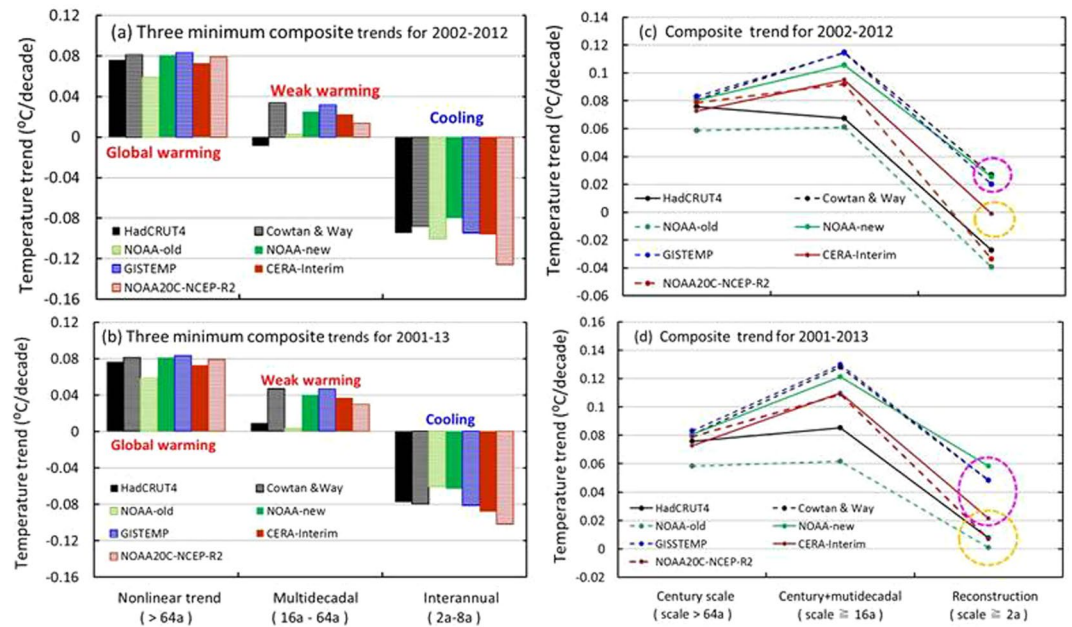 (a) Three minimum composite trends for 2002-2012
Temperature trend (⁰C/decade)
0.12
0.08
0.04
0
-0.04
-0.08
-0.12
-0.16
Weak warming
Cooling
Global warming
HadCRUT4
Cowtan & Way
NOAA-old
NOAA-new
GISTEMP
CERA-Interim
NOAA20C-NCEP-R2
(b) Three minimum composite trends for 2001-13
Temperature trend (⁰C/decade)
0.12
0.08
0.04
0
-0.04
-0.08
-0.12
-0.16
Weak warming
Cooling
Global warming
HadCRUT4
Cowtan &Way
NOAA-old
NOAA-new
GISTEMP
CERA-Interim
NOAA20C-NCEP-R2
Nonlinear trend
( > 64a )
Multidecadal
( 16a - 64a )
Interannual
( 2a-8a )
(c) Composite trend for 2002-2012
Temperature trend (⁰C/decade)
0.14
0.12
0.1
0.08
0.06
0.04
0.02
0
-0.02
-0.04
-0.06
HadCRUT4
Cowtan & Way
NOAA-old
NOAA-new
GISTEMP
CERA-Interim
NOAA20C-NCEP-R2
(d) Composite trend for 2001-2013
Temperature trend (⁰C/decade)
0.16
0.14
0.12
0.1
0.08
0.06
0.04
0.02
0
-0.02
HadCRUT4
Cowtan & Way
NOAA-old
NOAA-new
GISSTEMP
CERA-Interim
NOAA20C-NCEP-R2
Century scale
( scale > 64a )
Century+mutidecadal
( scale ≧ 16a )
Reconstruction
(scale ≧ 2a )